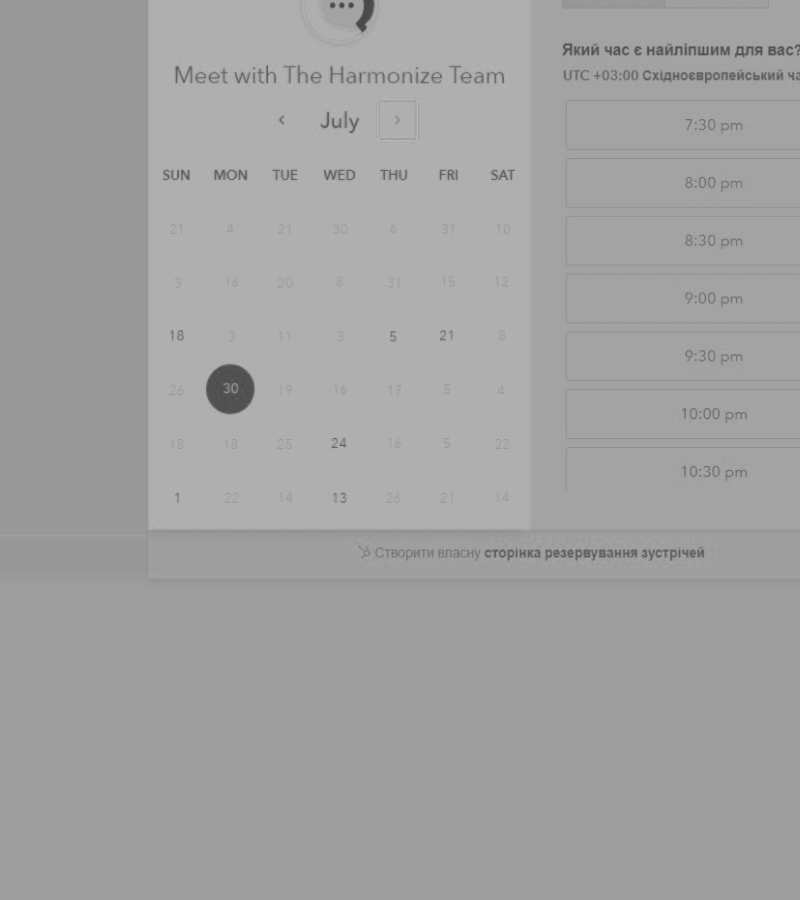 Meet with The Harmonize Team
July
SUN MON TUE WED THU FRI SAT
21 4 21 30 6 31 10
3 16 20 8 31 15 12
18 3 11 3 5 21 8
26 30 19 16 17 5 4
18 18 25 24 16 5 22
1 22 14 13 26 21 14
Який час є найліпшим для вас?
UTC +03:00 Східноєвропейський
7:30 pm
8:00 pm
8:30 pm
9:00 pm
9:30 pm
10:00 pm
10:30 pm
Створити власну сторінка резервування зустрічей